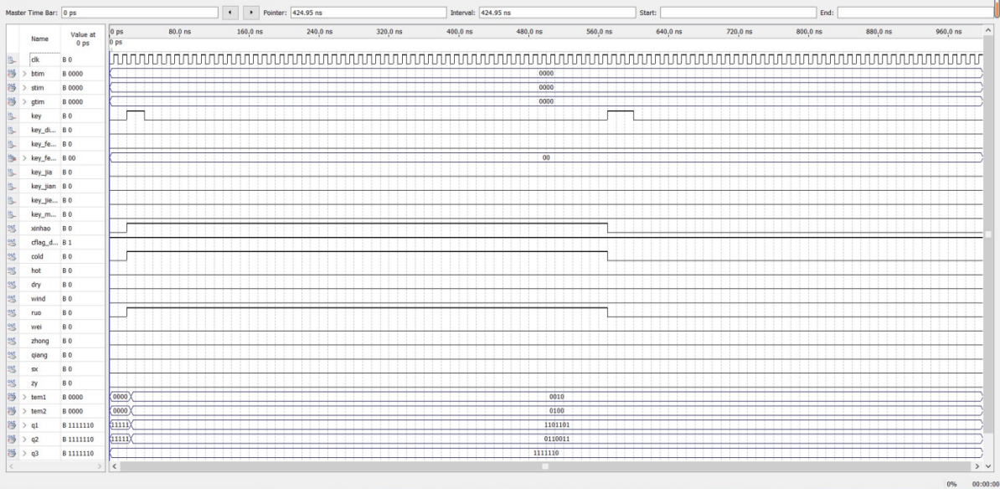 Master Time Bar: 0 ps Pointer: 424.95 ns Interval: 424.95 ns Start: End:
Name Value at 0 ps 0 ps 80.0 ns 160.0 ns 240.0 ns 320.0 ns 400.0 ns 480.0 ns 560.0 ns 640.0 ns 720.0 ns 800.0 ns 880.0 ns 960.0 ns
0 ps
clk B 0
btim B 0000 0000
stim B 0000 0000
gtim B 0000 0000
key B 0
key_di... B 0
key_fe... B 0
key_fe... B 00 00
key_jia B 0
key_jian B 0
key_jie... B 0
key_m... B 0
xinhao B 0
cflag_d... B 1
cold B 0
hot B 0
dry B 0
wind B 0
ruo B 0
wei B 0
zhong B 0
qiang B 0
sx B 0
zy B 0
tem1 B 0000 0000 0010
tem2 B 0000 0000 0100
q1 B 1111110 11111 1101101
q2 B 1111110 11111 0110011
q3 B 1111110 1111110
0% 00:00:00